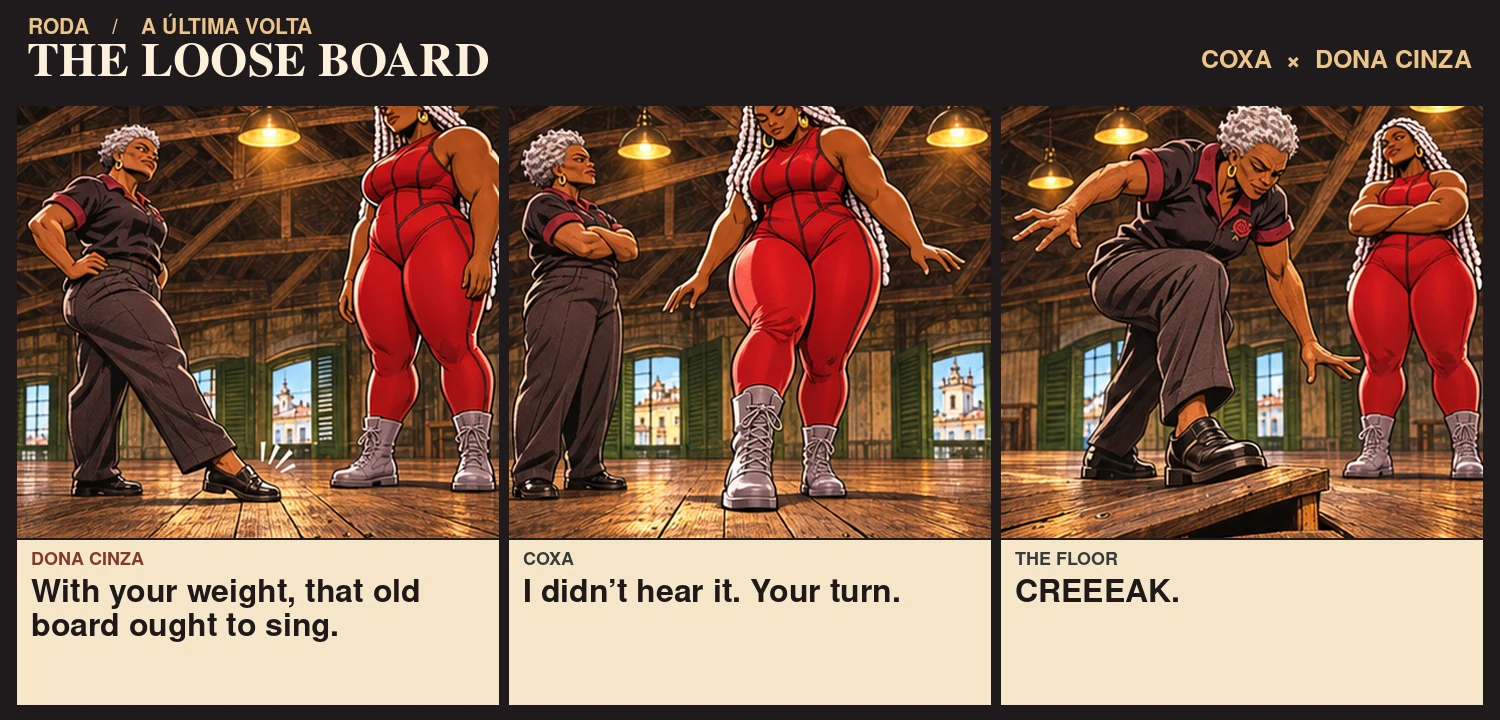 RODA / A ÚLTIMA VOLTA
THE LOOSE BOARD
COXA × DONA CINZA
DONA CINZA
With your weight, that old
board ought to sing.
COXA
I didn’t hear it. Your turn.
THE FLOOR
CREEEAK.